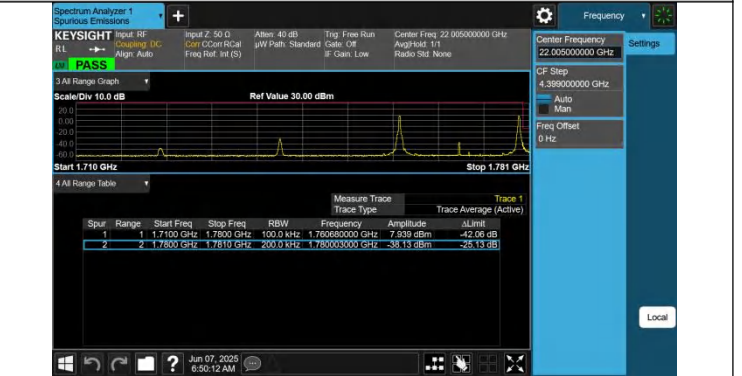 Spectrum Analyzer 1
Spurious Emissions
+
Frequency
KEYSIGHT Input: RF Input Z: 50 Ω Atten: 40 dB Trig: Free Run Center Freq: 22.005000000 GHz
RL Coupling: DC Corr CCorr RCal µW Path: Standard Gate: Off Avg|Hold: 1/1
Align: Auto Freq Ref: Int (S) IF Gain: Low Radio Std: None
PASS
Center Frequency
22.005000000 GHz
Settings
CF Step
4.399000000 GHz
Auto
Man
Freq Offset
0 Hz
3 All Range Graph
Scale/Div 10.0 dB Ref Value 30.00 dBm
20.0
0.00
-20.0
-40.0
-60.0
Start 1.710 GHz Stop 1.781 GHz
4 All Range Table
Measure Trace Trace 1
Trace Type Trace Average (Active)
Spur Range Start Freq Stop Freq RBW Frequency Amplitude ΔLimit
1 1 1.7100 GHz 1.7800 GHz 100.0 kHz 1.760680000 GHz 7.939 dBm -42.06 dB
2 2 1.7800 GHz 1.7810 GHz 200.0 kHz 1.780003000 GHz -38.13 dBm -25.13 dB
Local
? Jun 07, 2025
6:50:12 AM